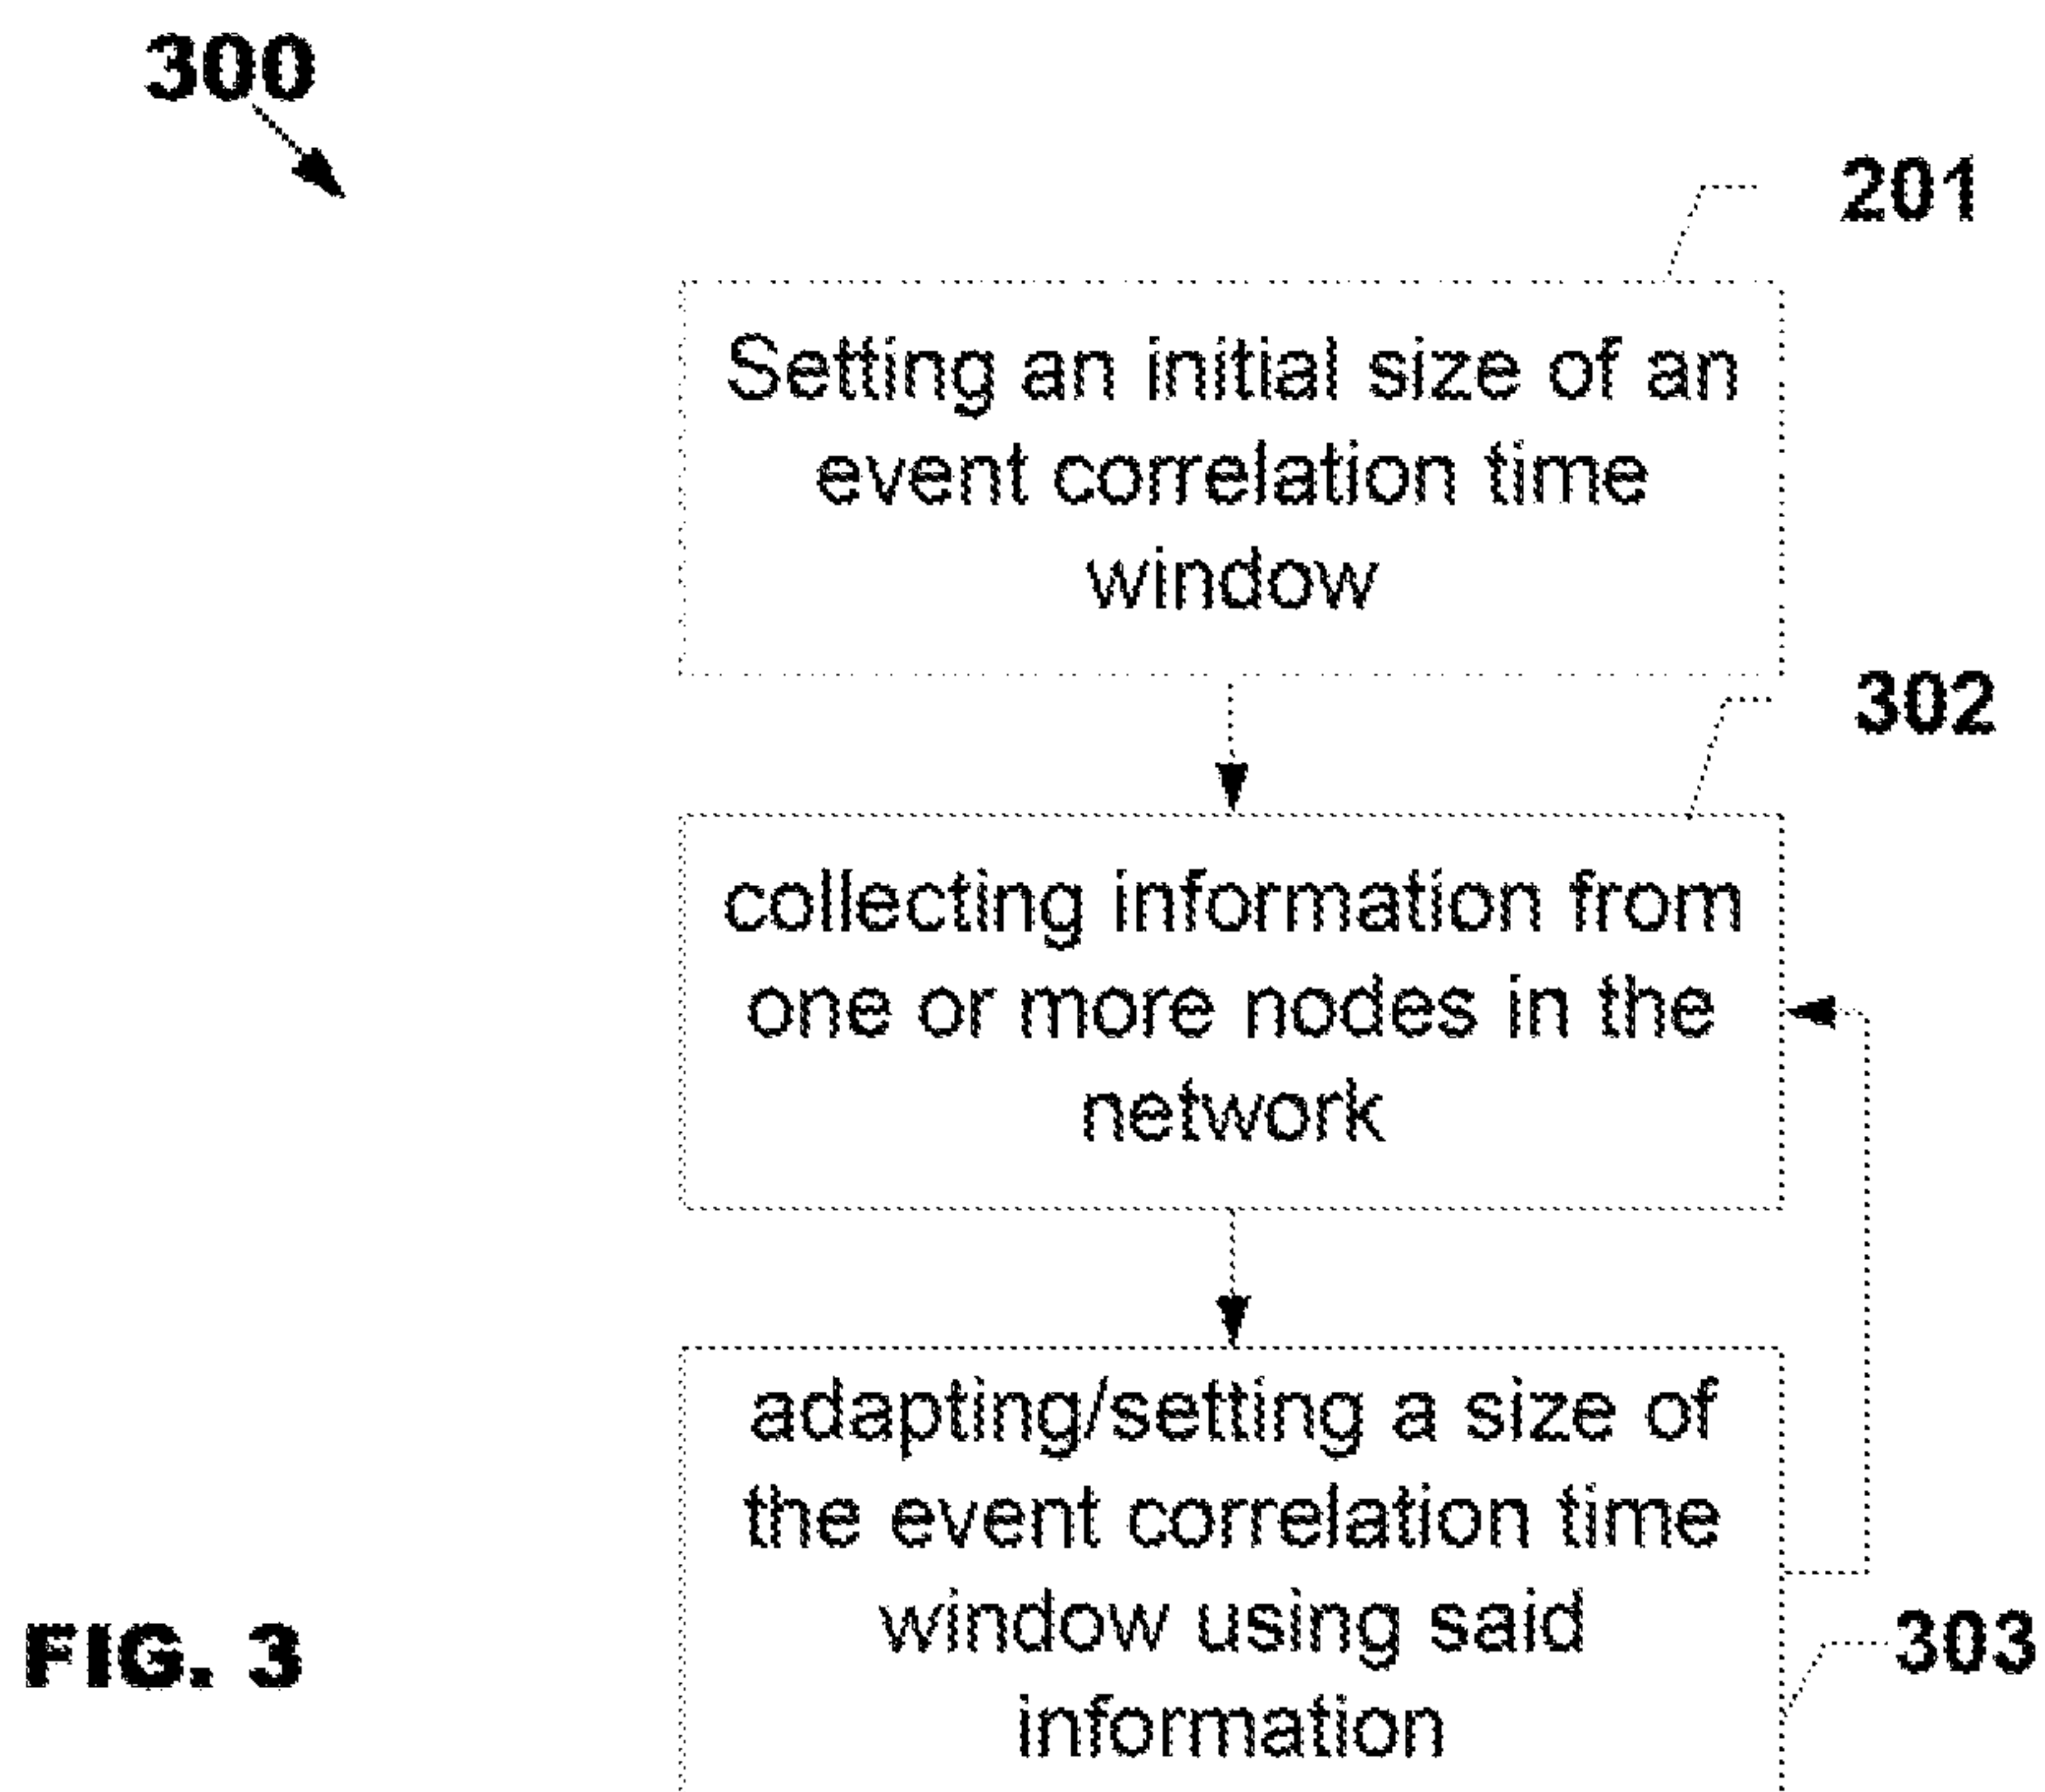 300
201
Setting an initial size of an
event correlation time
window
302
collecting information from
one or more nodes in the
network
adapting/setting a size of
the event correlation time
window using said
information
303
FIG. 3